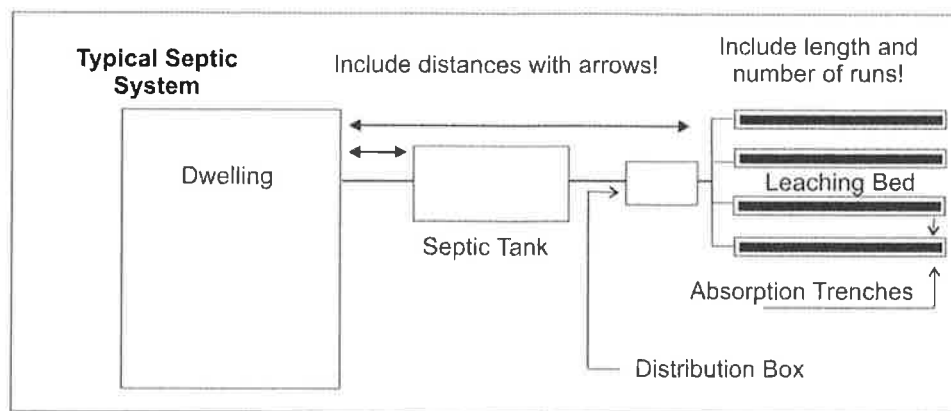 Typical Septic
System
Include distances with arrows!
Include length and
number of runs!
Dwelling
Septic Tank
Leaching Bed
Absorption Trenches
Distribution Box